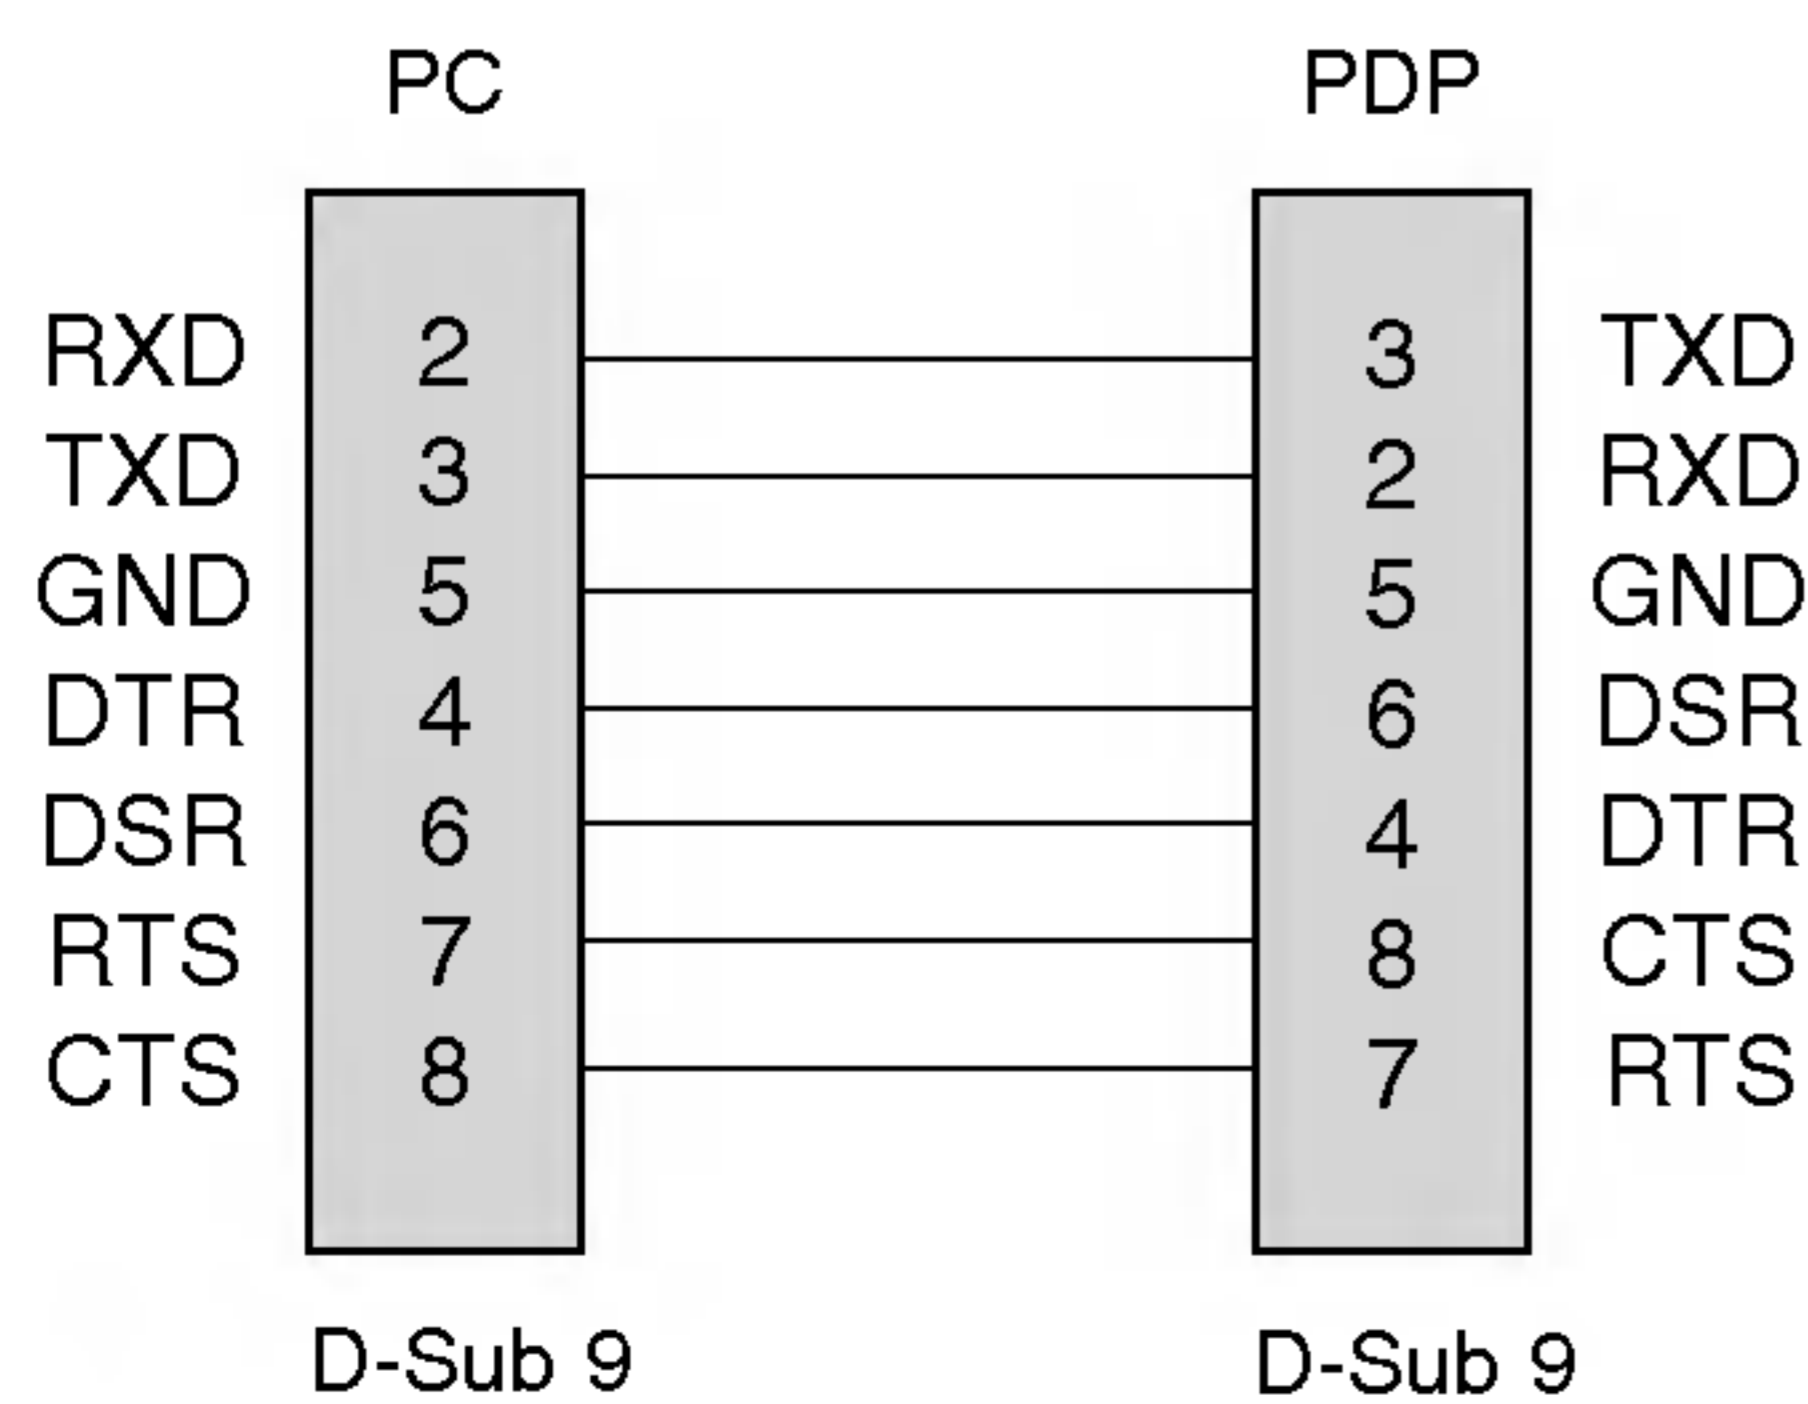 PC PDP
RXD 2 3 TXD
TXD 3 2 RXD
GND 5 5 GND
DTR 4 6 DSR
DSR 6 4 DTR
RTS 7 8 CTS
CTS 8 7 RTS
D-Sub 9 D-Sub 9